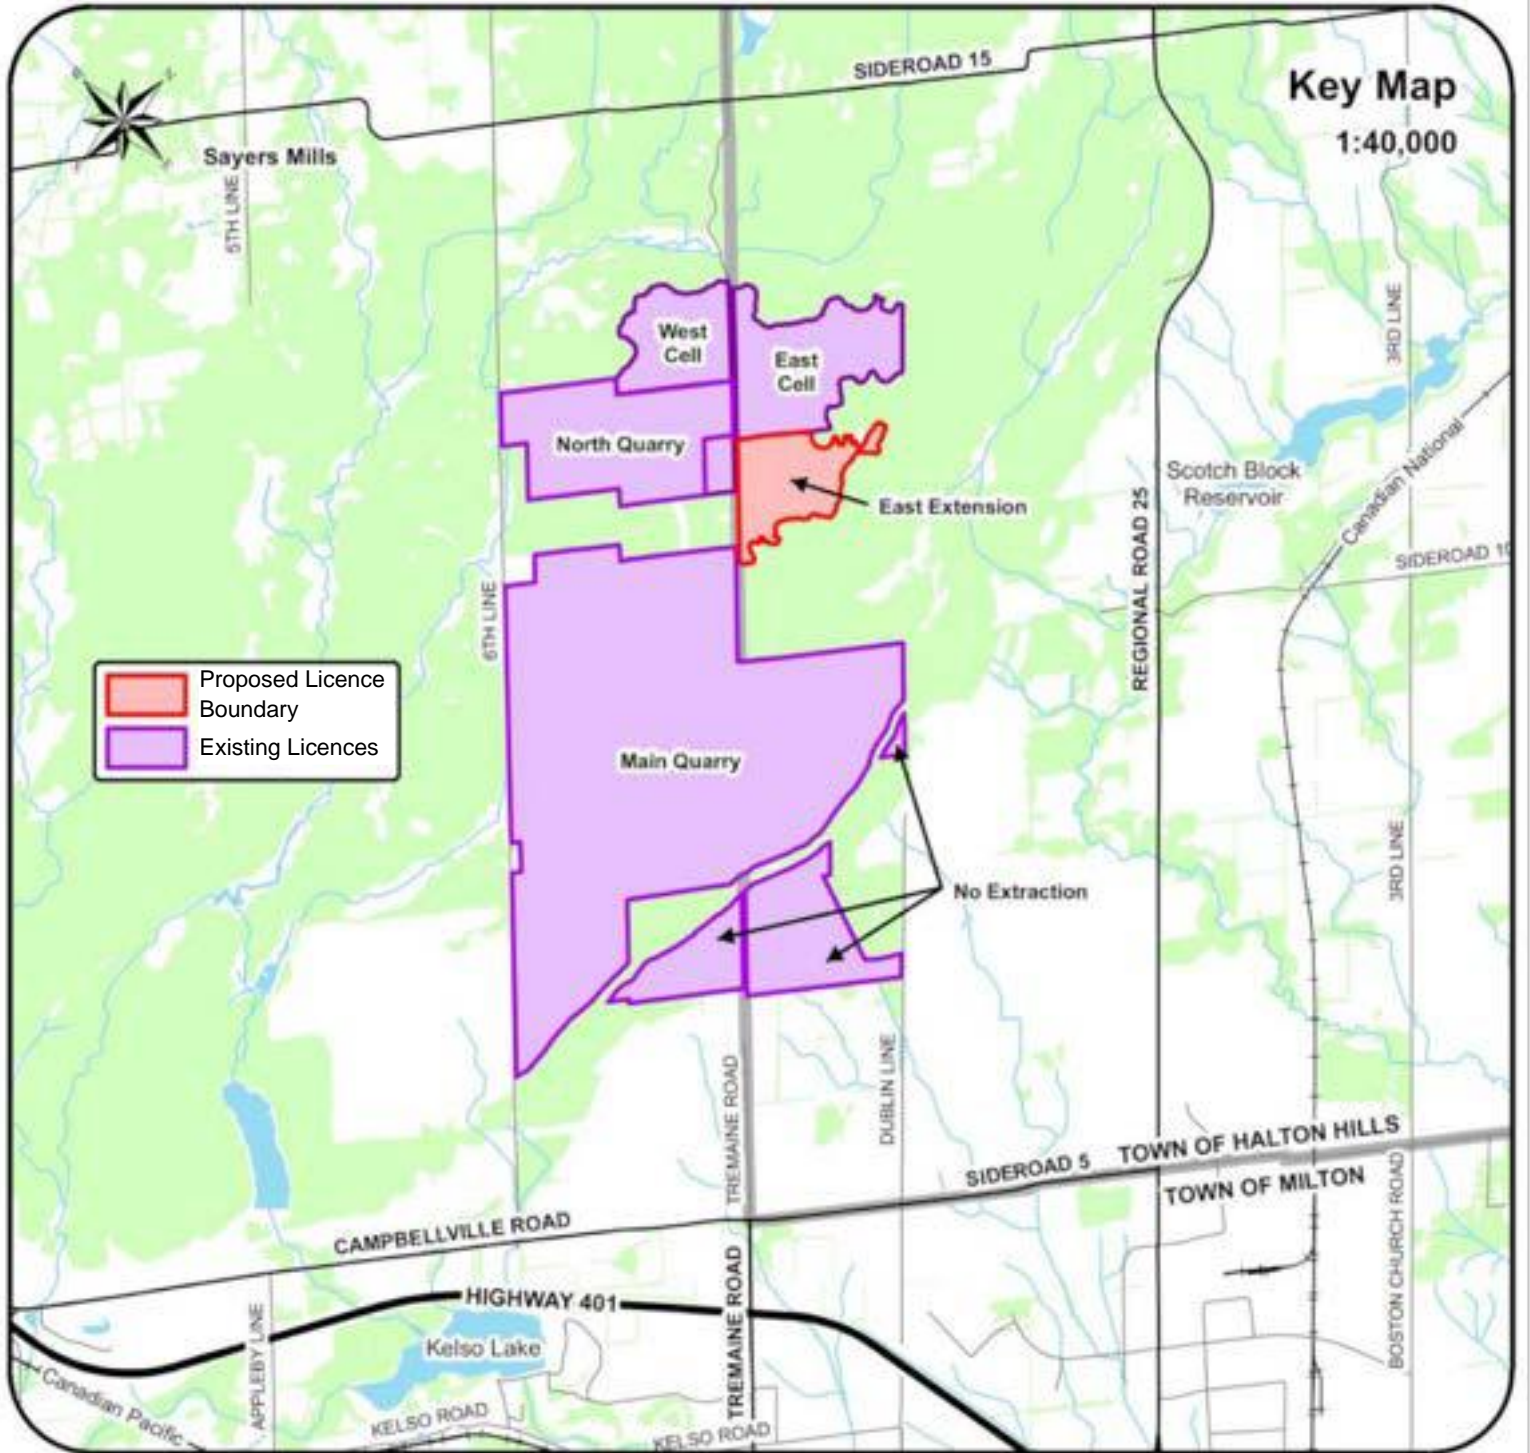 SIDEROAD 15
Key Map
1:40,000
Sayers Mills
5TH LINE
3RD LINE
West
Cell
East
Cell
North Quarry
East Extension
Scotch Block
Reservoir
Canadian National
SIDEROAD 10
REGIONAL ROAD 25
6TH LINE
Proposed Licence
Boundary
Existing Licences
Main Quarry
3RD LINE
No Extraction
TREMAINE ROAD
DUBLIN LINE
SIDEROAD 5
TOWN OF HALTON HILLS
TOWN OF MILTON
BOSTON CHURCH ROAD
CAMPBELLVILLE ROAD
HIGHWAY 401
TREMAINE ROAD
Kelso Lake
APPLEBY LINE
Canadian Pacific
KELSO ROAD
KELSO ROAD